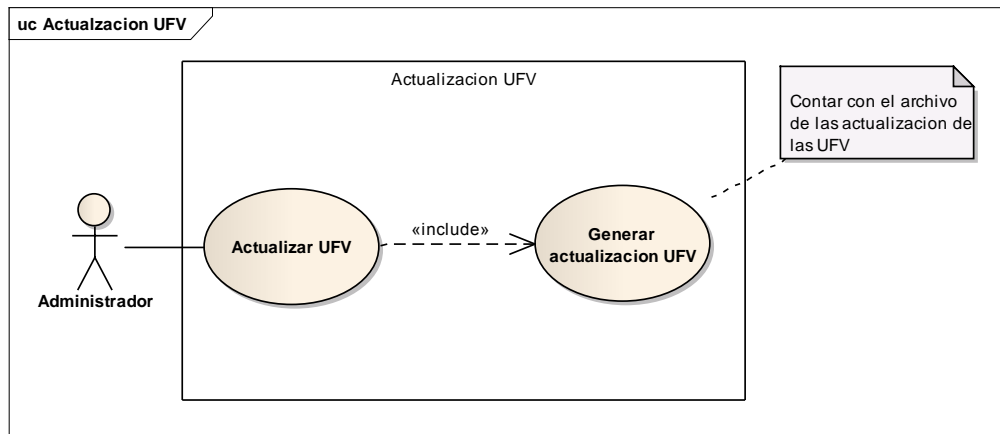 uc Actualzacion UFV
Actualizacion UFV
Contar con el archivo
de las actualizacion de
las UFV
«include»
Actualizar UFV
Generar
actualizacion UFV
Administrador